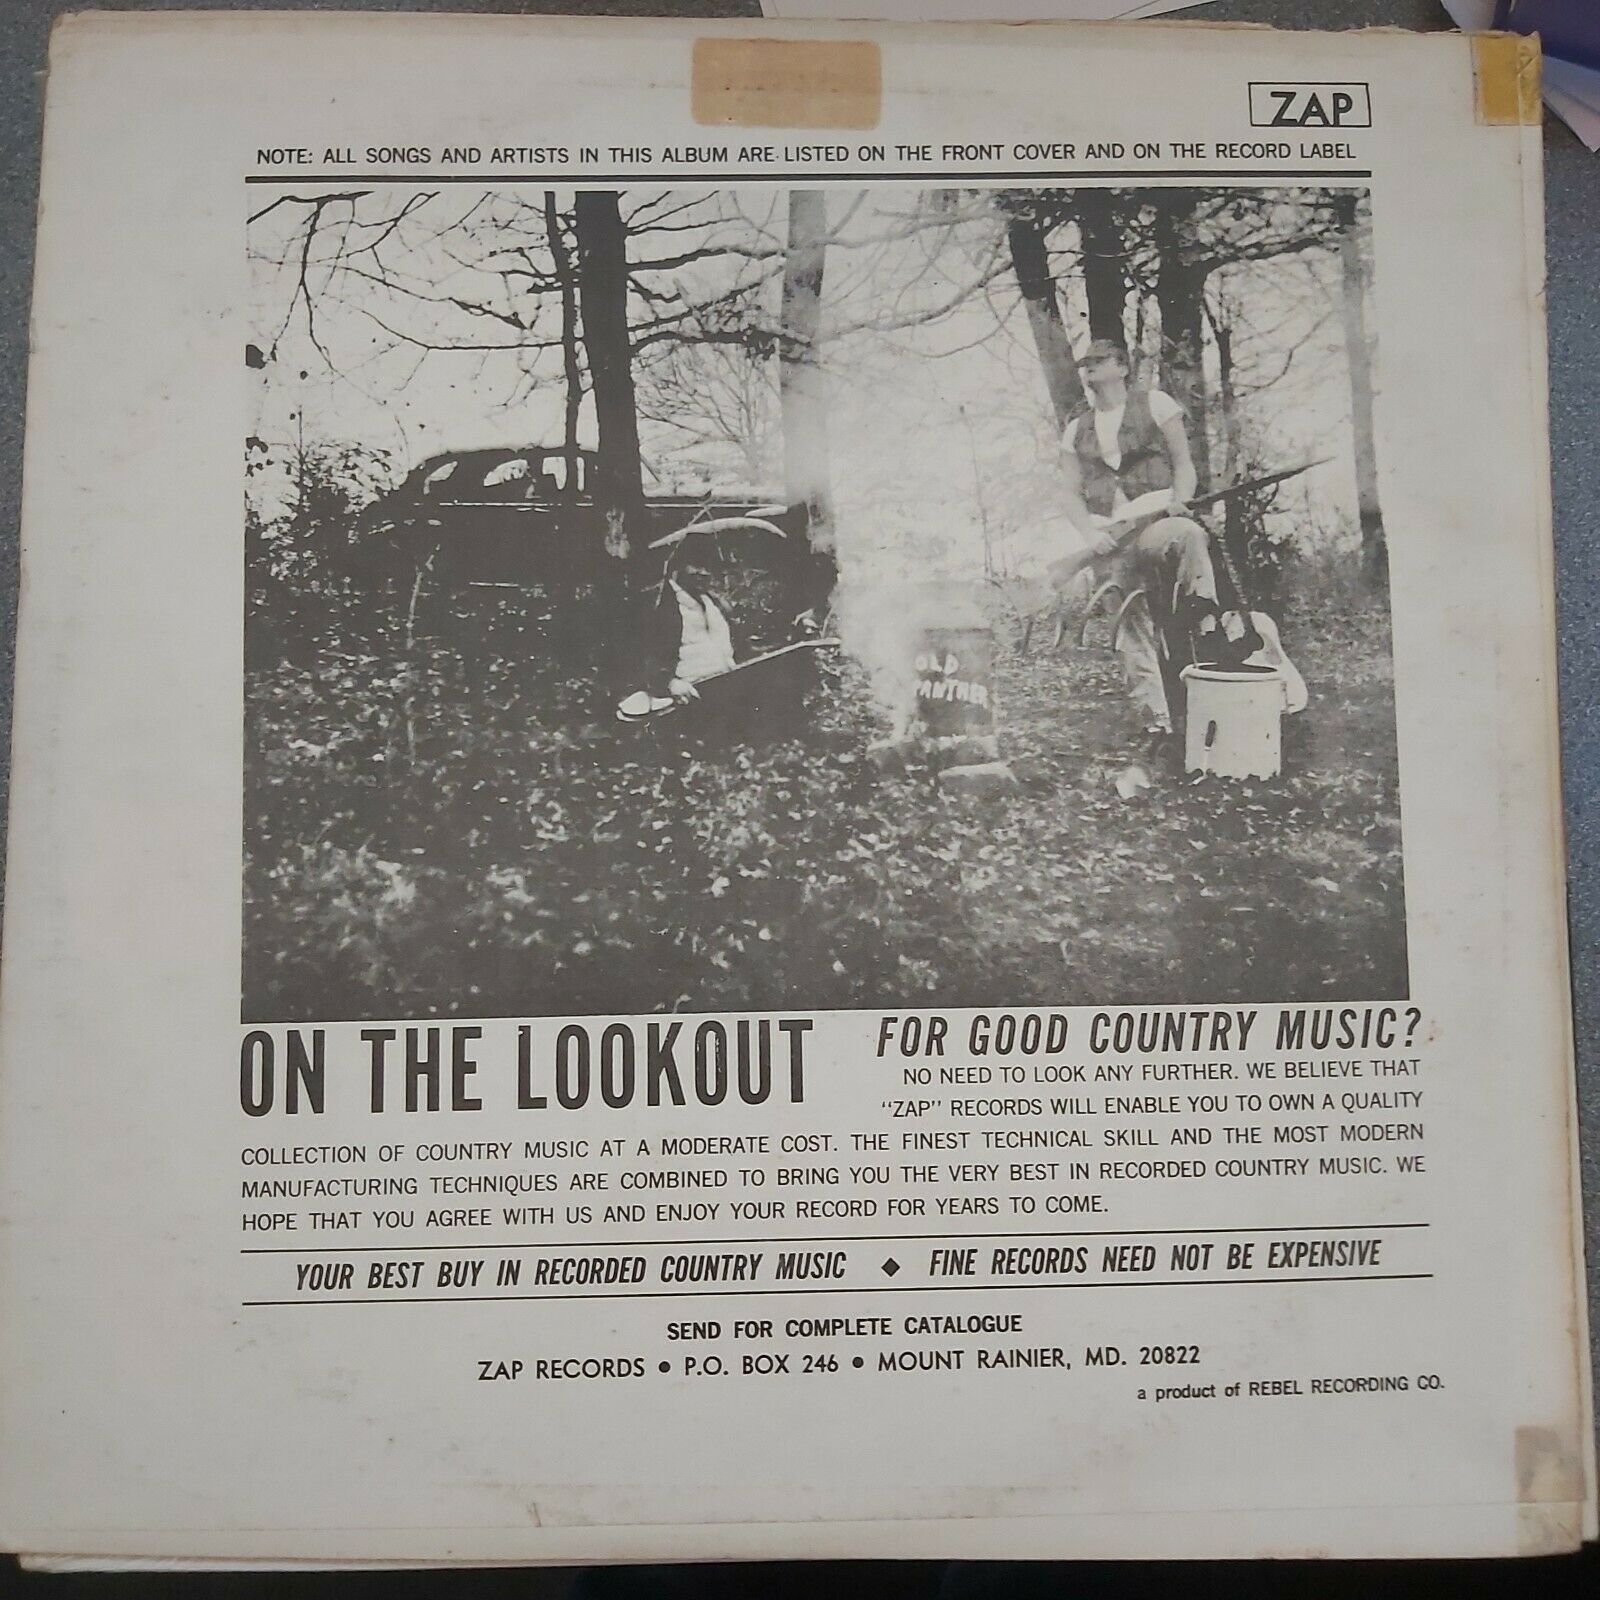 ZAP
NOTE: ALL SONGS AND ARTISTS IN THIS ALBUM ARE LISTED ON THE FRONT COVER AND ON THE RECORD LABEL
OLD
PANTHER
ON THE LOOKOUT
FOR GOOD COUNTRY MUSIC?
NO NEED TO LOOK ANY FURTHER. WE BELIEVE THAT
"ZAP" RECORDS WILL ENABLE YOU TO OWN A QUALITY
COLLECTION OF COUNTRY MUSIC AT A MODERATE COST. THE FINEST TECHNICAL SKILL AND THE MOST MODERN
MANUFACTURING TECHNIQUES ARE COMBINED TO BRING YOU THE VERY BEST IN RECORDED COUNTRY MUSIC. WE
HOPE THAT YOU AGREE WITH US AND ENJOY YOUR RECORD FOR YEARS TO COME.
YOUR BEST BUY IN RECORDED COUNTRY MUSIC ◆ FINE RECORDS NEED NOT BE EXPENSIVE
SEND FOR COMPLETE CATALOGUE
ZAP RECORDS • P.O. BOX 246 • MOUNT RAINIER, MD. 20822
a product of REBEL RECORDING CO.